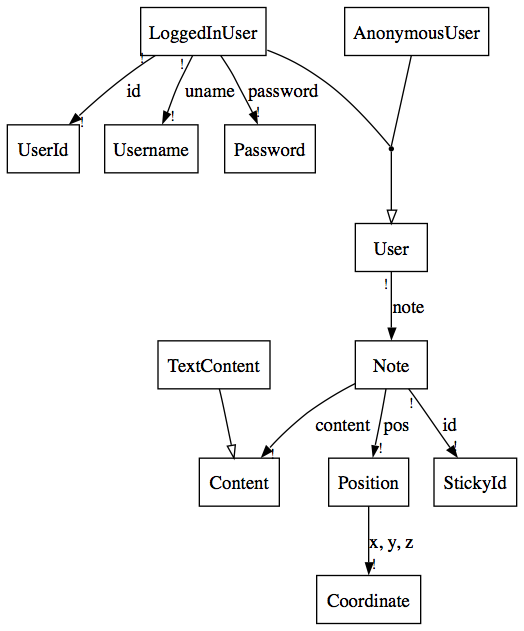 LoggedInUser
AnonymousUser
!
!
id
uname
password
!
!
!
UserId
Username
Password
User
!
note
TextContent
Note
!
content
pos
id
!
!
!
Content
Position
StickyId
x, y, z
!
Coordinate